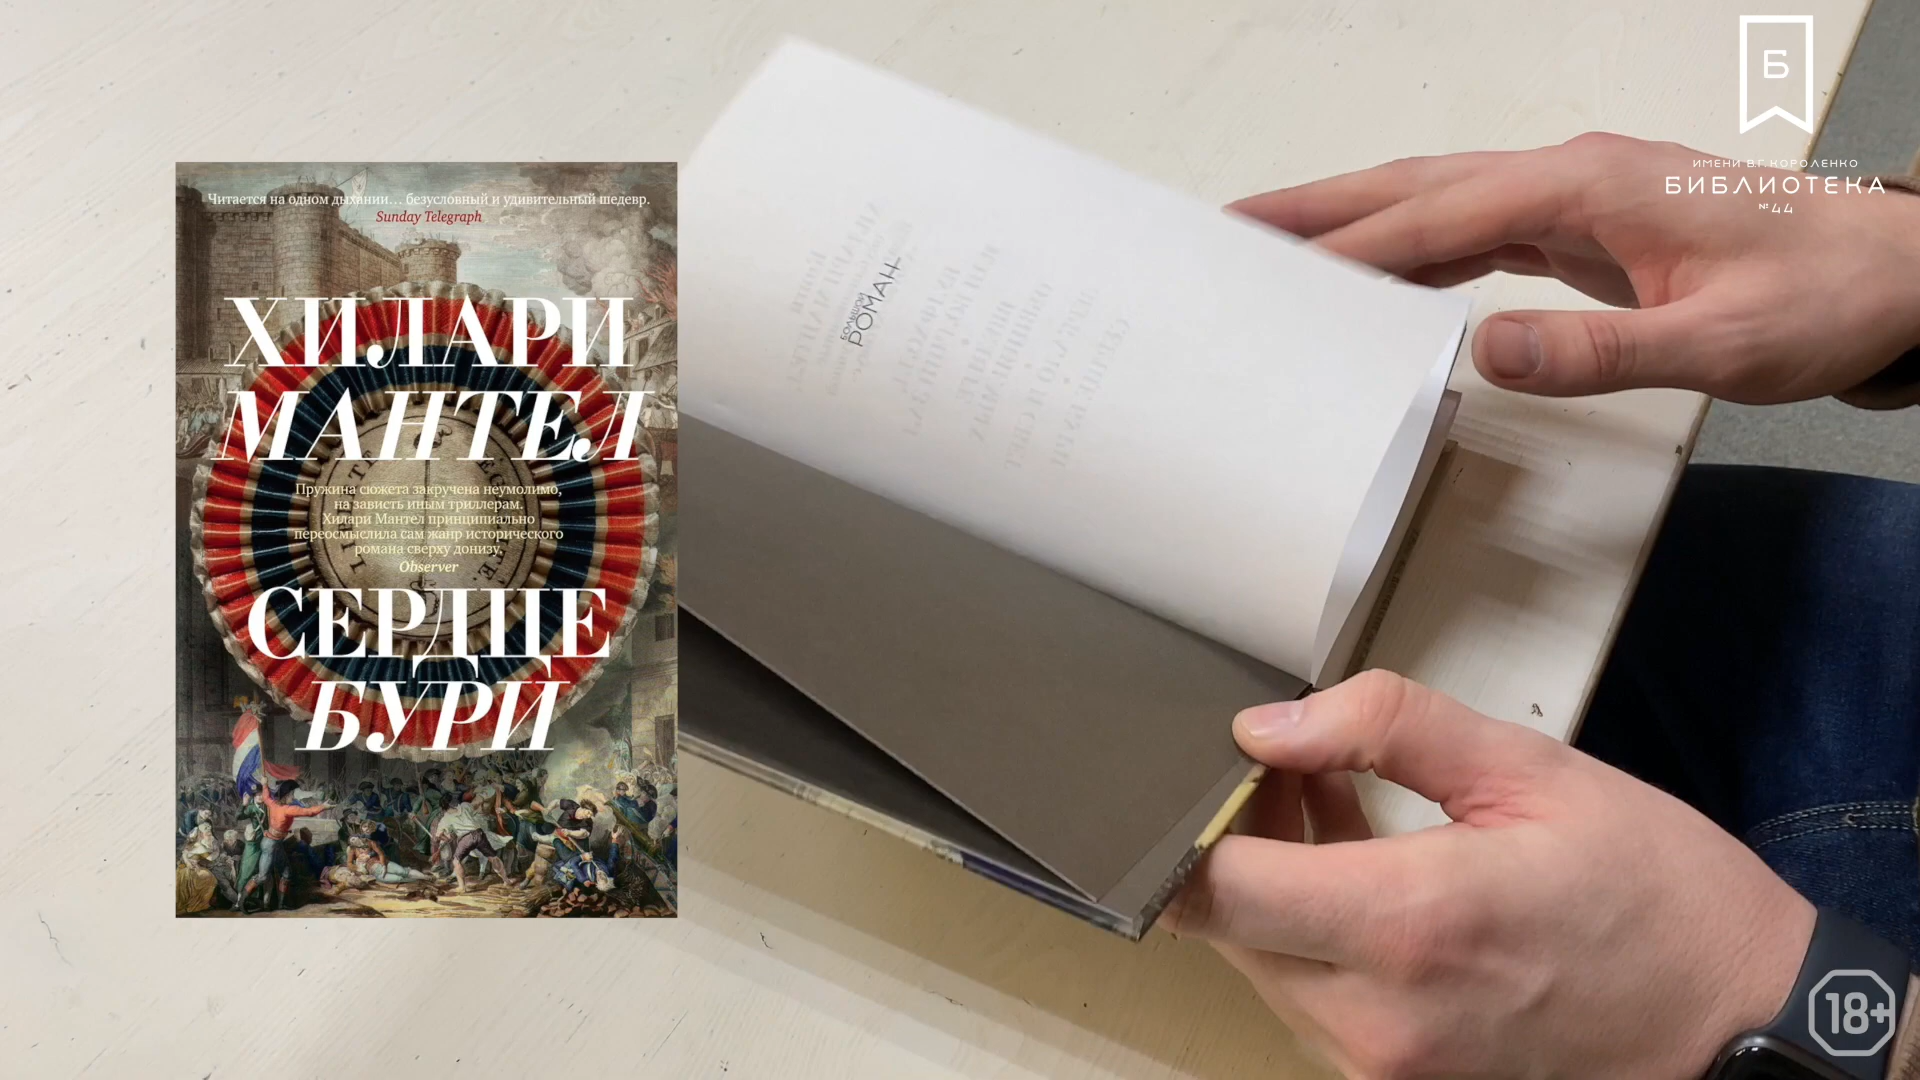 Читается на одном дыхании... безусловный и удивительный шедевр.
Sunday Telegraph
ХИЛАРИ
МАНТЕЛ
Пружина сюжета закручена неумолимо,
на зависть иным триллерам.
Хилари Мантел принципиально
переосмыслила сам жанр исторического
романа сверху донизу.
Observer
СЕРДЦЕ
БУРИ
БОЛЬШОЙ
РОМАН
Б
ИМЕНИ В.Г. КОРОЛЕНКО
БИБЛИОТЕКА
№44
18+